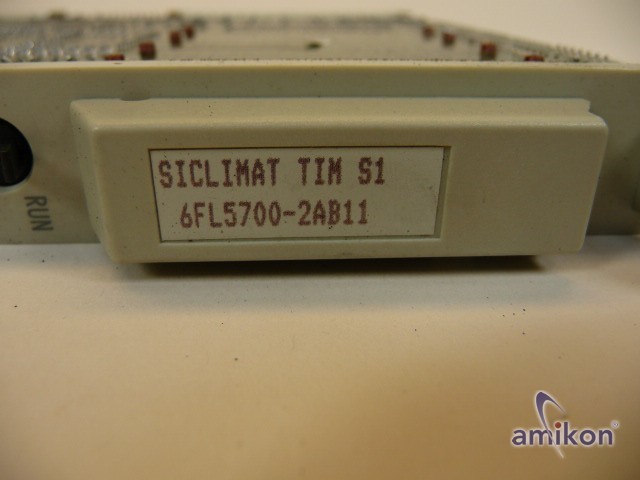 SICLIMAT TIM S1
6FL5700-2AB11
RUN
amikon®